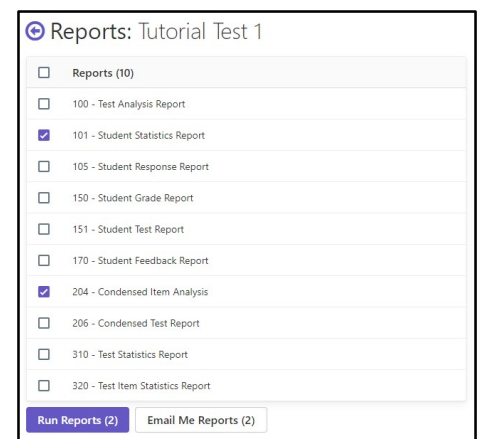 Reports: Tutorial Test 1
Reports (10)
100 - Test Analysis Report
101 - Student Statistics Report
105 - Student Response Report
150 - Student Grade Report
151 - Student Test Report
170 - Student Feedback Report
204 - Condensed Item Analysis
206 - Condensed Test Report
310 - Test Statistics Report
320 - Test Item Statistics Report
Run Reports (2) Email Me Reports (2)